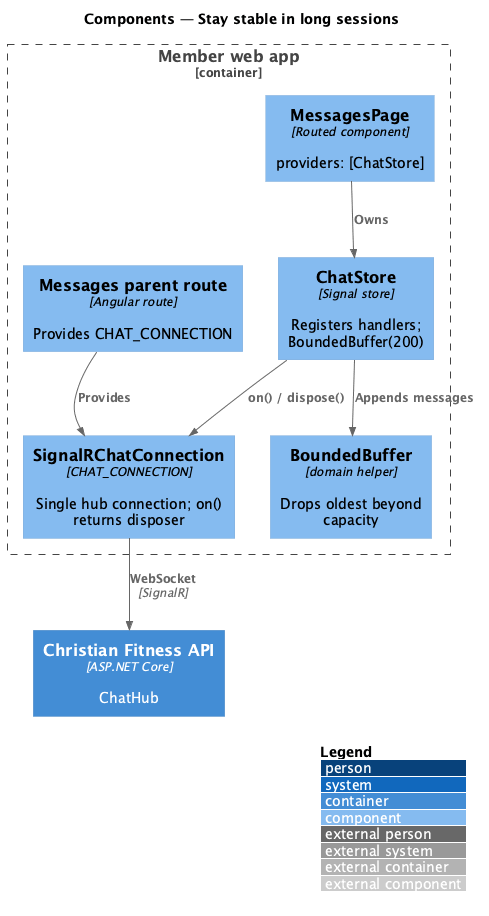 Components — Stay stable in long sessions
Member web app
[container]
MessagesPage
[Routed component]
providers: [ChatStore]
Owns
Messages parent route
[Angular route]
Provides CHAT_CONNECTION
ChatStore
[Signal store]
Registers handlers;
BoundedBuffer(200)
Provides
on() / dispose()
Appends messages
SignalRChatConnection
[CHAT_CONNECTION]
Single hub connection; on()
returns disposer
BoundedBuffer
[domain helper]
Drops oldest beyond
capacity
WebSocket
[SignalR]
Christian Fitness API
[ASP.NET Core]
ChatHub
Legend
person
system
container
component
external person
external system
external container
external component